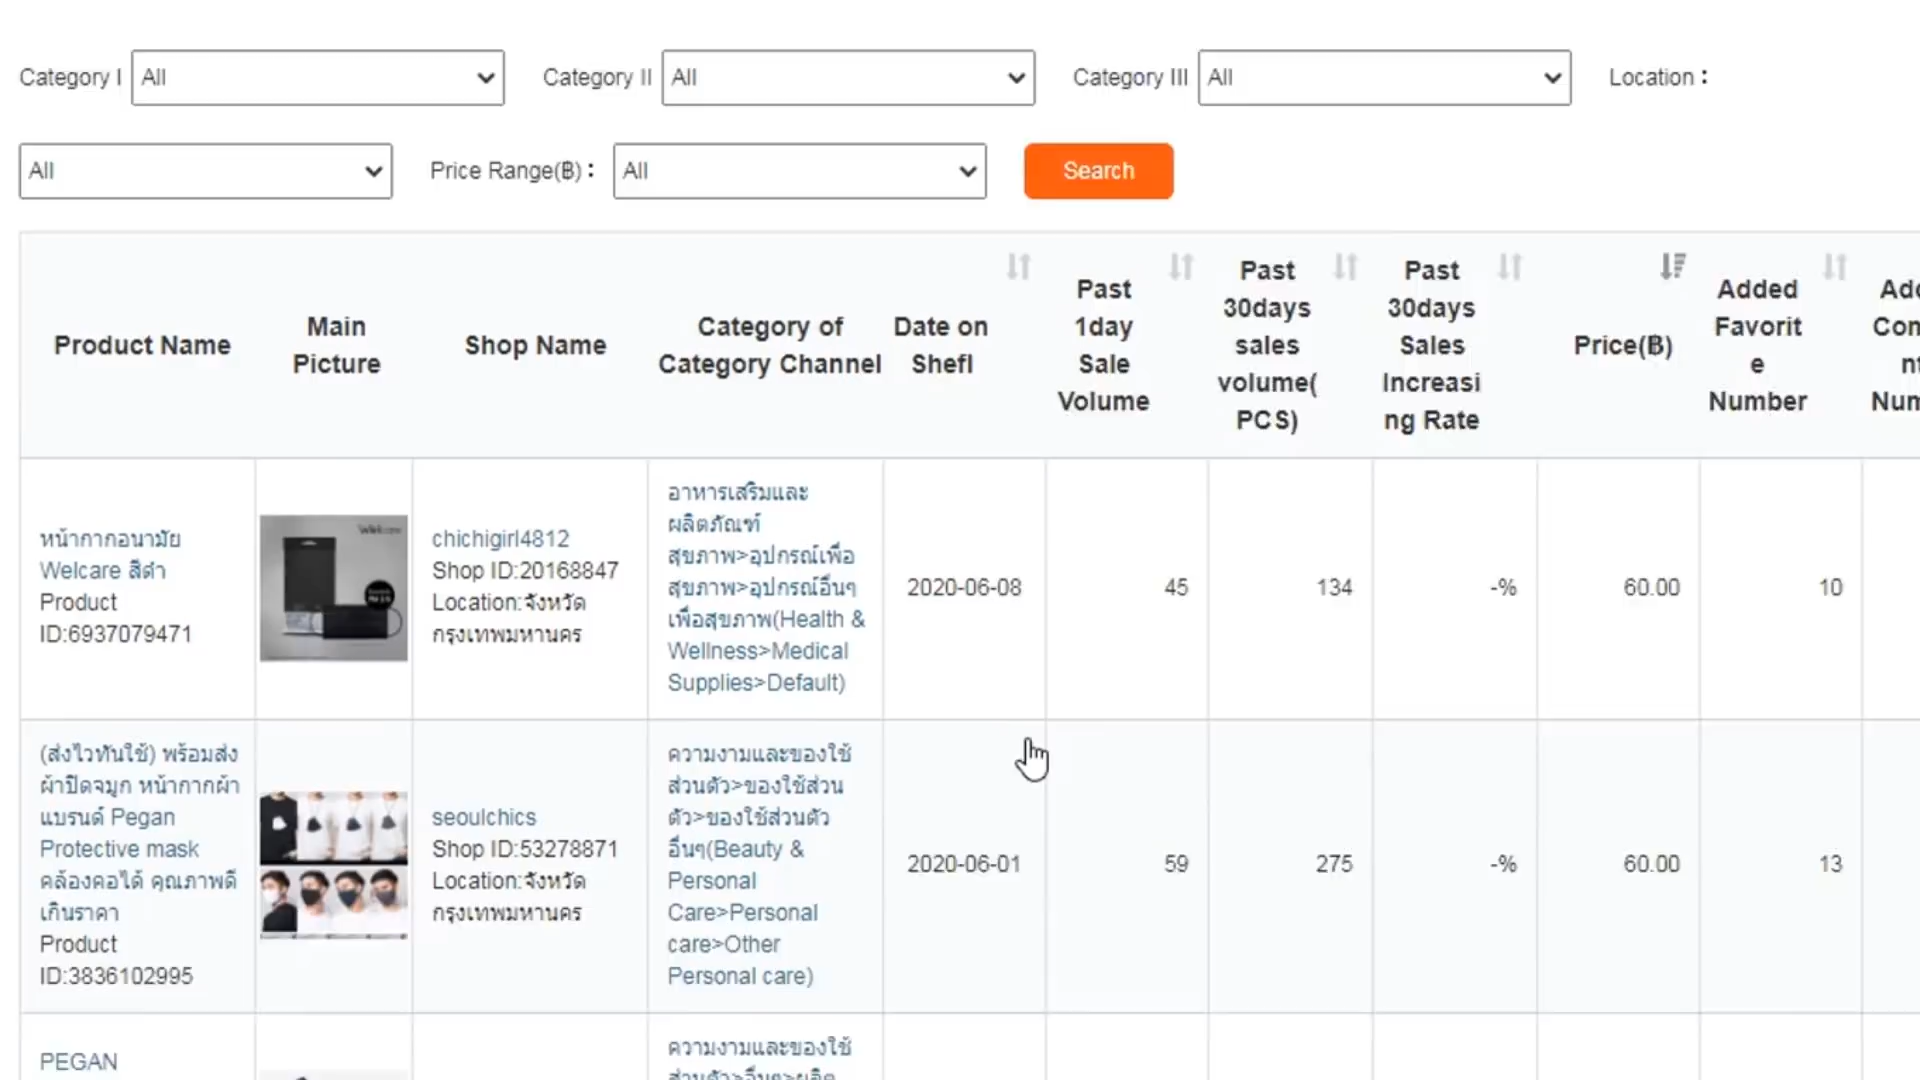 Category I All Category II All Category III All Location :
All Price Range(฿) : All Search
Product Name
Main
Picture
Shop Name
Category of
Category Channel
Date on
Shefl
Past
1day
Sale
Volume
Past
30days
sales
volume(
PCS)
Past
30days
Sales
Increasi
ng Rate
Price(฿)
Added
Favorit
e
Number
หน้ากากอนามัย
Welcare สีดำ
Product
ID:6937079471
chichigirl4812
Shop ID:20168847
Location:จังหวัด
กรุงเทพมหานคร
อาหารเสริมและ
ผลิตภัณฑ์
สุขภาพ>อุปกรณ์เพื่อ
สุขภาพ>อุปกรณ์อื่นๆ
เพื่อสุขภาพ(Health &
Wellness>Medical
Supplies>Default)
2020-06-08
45
134
-%
60.00
10
(ส่งไวทันใช้) พร้อมส่ง
ผ้าปิดจมูก หน้ากากผ้า
แบรนด์ Pegan
Protective mask
คล้องคอได้ คุณภาพดี
เกินราคา
Product
ID:3836102995
seoulchics
Shop ID:53278871
Location:จังหวัด
กรุงเทพมหานคร
ความงามและของใช้
ส่วนตัว>ของใช้ส่วน
ตัว>ของใช้ส่วนตัว
อื่นๆ(Beauty &
Personal
Care>Personal
care>Other
Personal care)
2020-06-01
59
275
-%
60.00
13
PEGAN
ความงามและของใช้